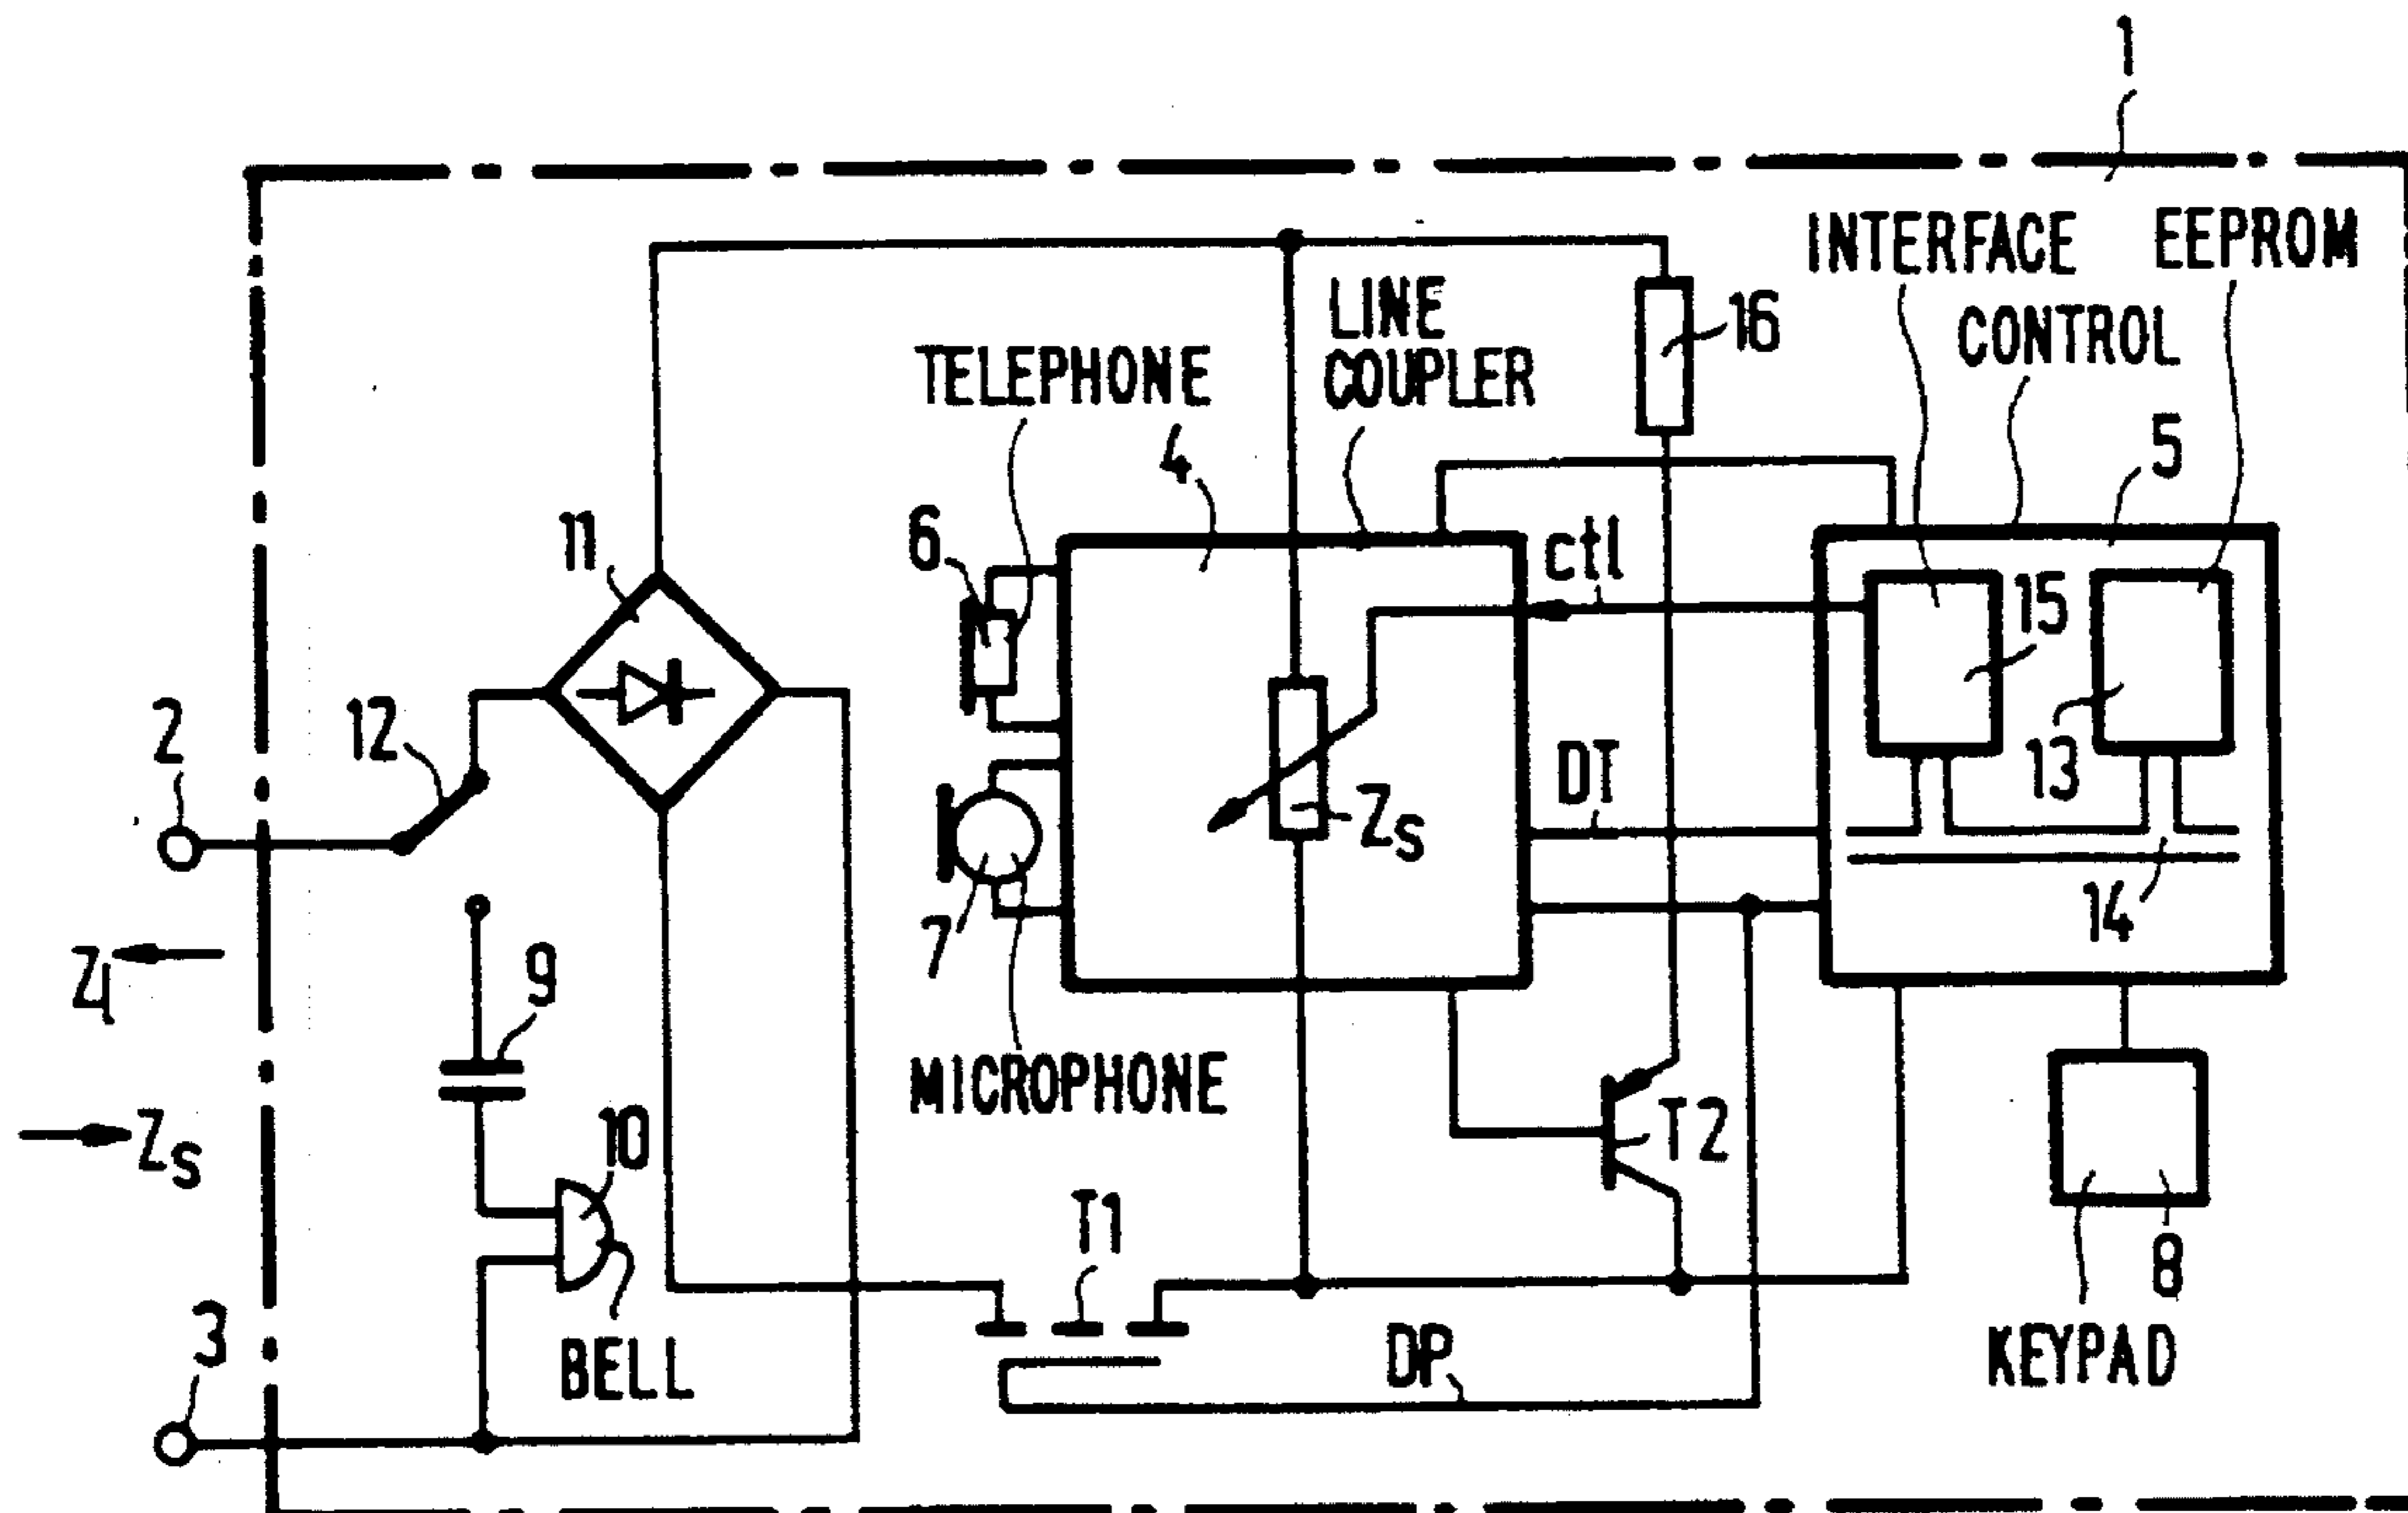 1
INTERFACE
EEPROM
CONTROL
LINE
COUPLER
TELEPHONE
16
4
5
6
11
ctl
15
2
12
13
DT
ZS
14
7
Zl
9
ZS
10
MICROPHONE
T2
T1
8
3
BELL
DP
KEYPAD